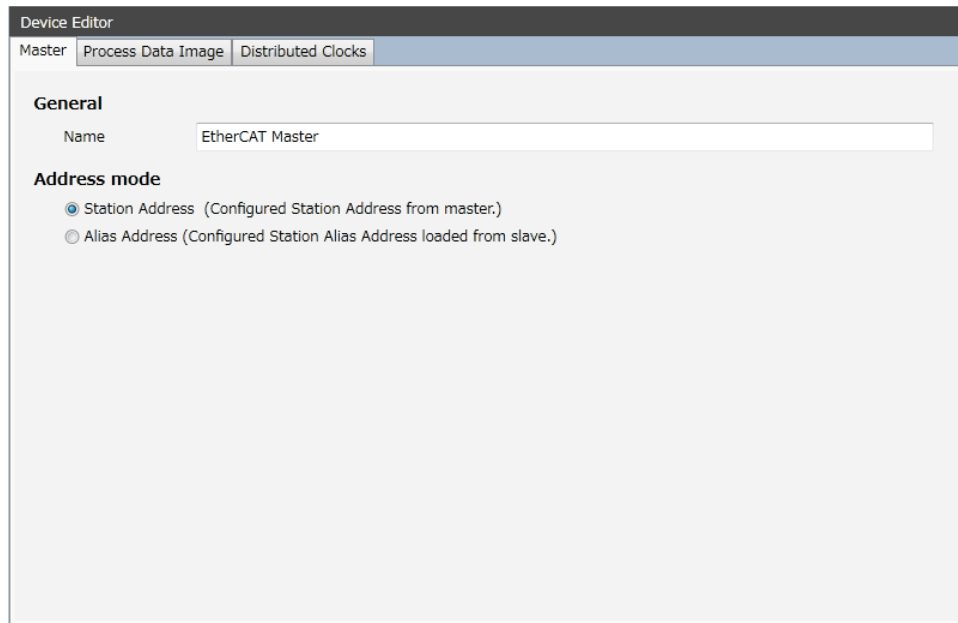 Device Editor
Master Process Data Image Distributed Clocks
General
Name EtherCAT Master
Address mode
Station Address (Configured Station Address from master.)
Alias Address (Configured Station Alias Address loaded from slave.)